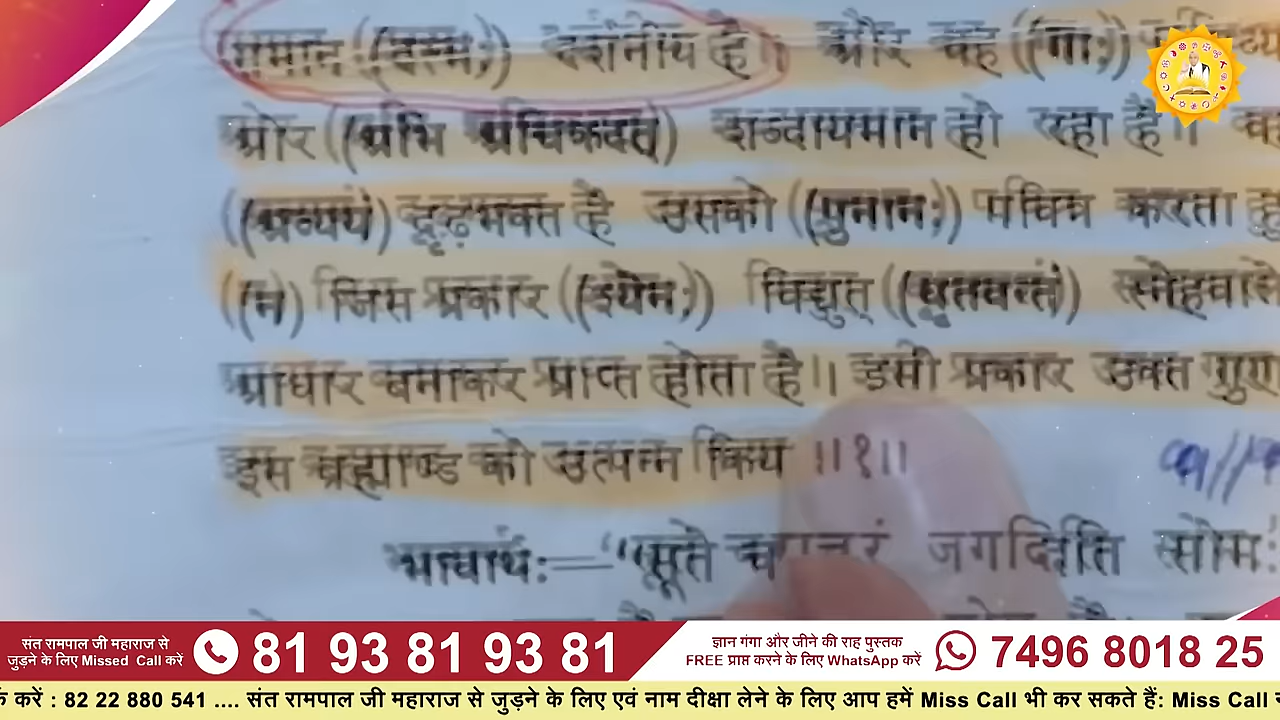 समान (दस्मः) दर्शनीय है। और वह (गाः)
ओर (अभि अचिक्रदत्) शब्दायमान हो रहा है। वह
(अव्ययं) दृढ़भक्त है उसको (पुनानः) पवित्र करता
(न) जिस प्रकार (श्येनः) विद्युत् (घृतवन्तं) स्नेहवाले
आधार बनाकर प्राप्त होता है।। इसी प्रकार उक्त गुण
इस ब्रह्माण्ड को उत्पन्न किय ॥१॥
भावार्थः—"सूते जगदिति सोमः
संत रामपाल जी महाराज से
जुड़ने के लिए Missed Call करें
81 93 81 93 81
ज्ञान गंगा और जीने की राह पुस्तक
FREE प्राप्त करने के लिए WhatsApp करें
7496 8018 25
करें : 82 22 880 541 .... संत रामपाल जी महाराज से जुड़ने के लिए एवं नाम दीक्षा लेने के लिए आप हमें Miss Call भी कर सकते हैं: Miss Call